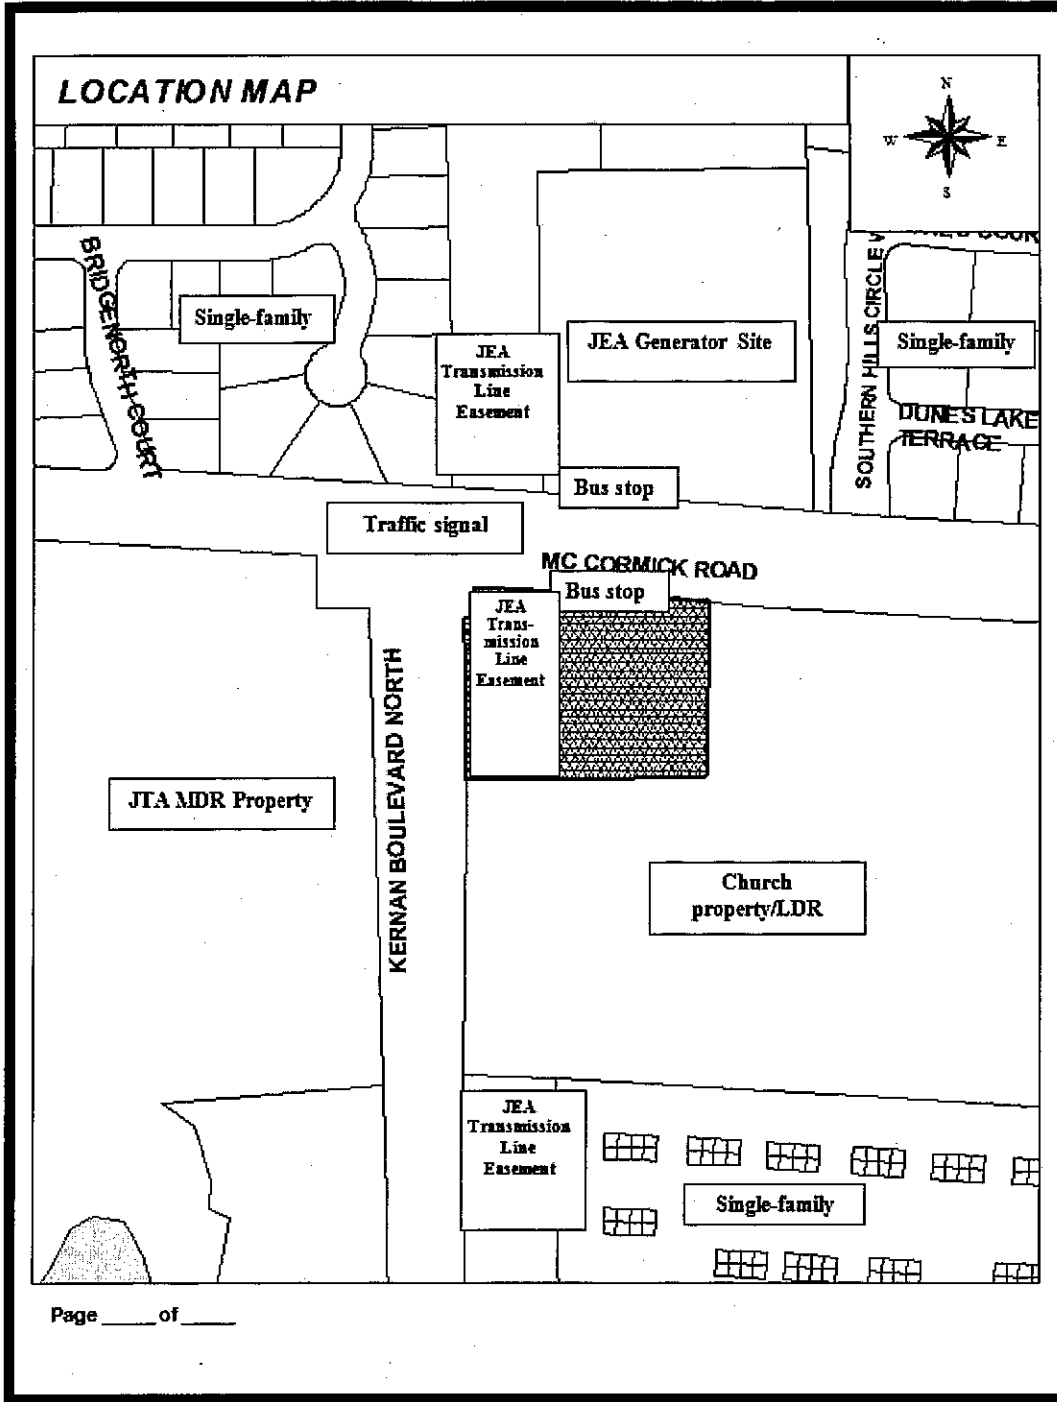 LOCATION MAP
N
W E
S
BRIDGENORTH COURT
Single-family
JEA
Transmission
Line
Easement
JEA Generator Site
SOUTHERN HILLS CIRCLE W
Single-family
DUNES LAKE
TERRACE
Bus stop
Traffic signal
MC CORMICK ROAD
Bus stop
JEA
Trans-
mission
Line
Easement
KERNAN BOULEVARD NORTH
JTA MDR Property
Church
property/LDR
JEA
Transmission
Line
Easement
Single-family
Page _____ of _____